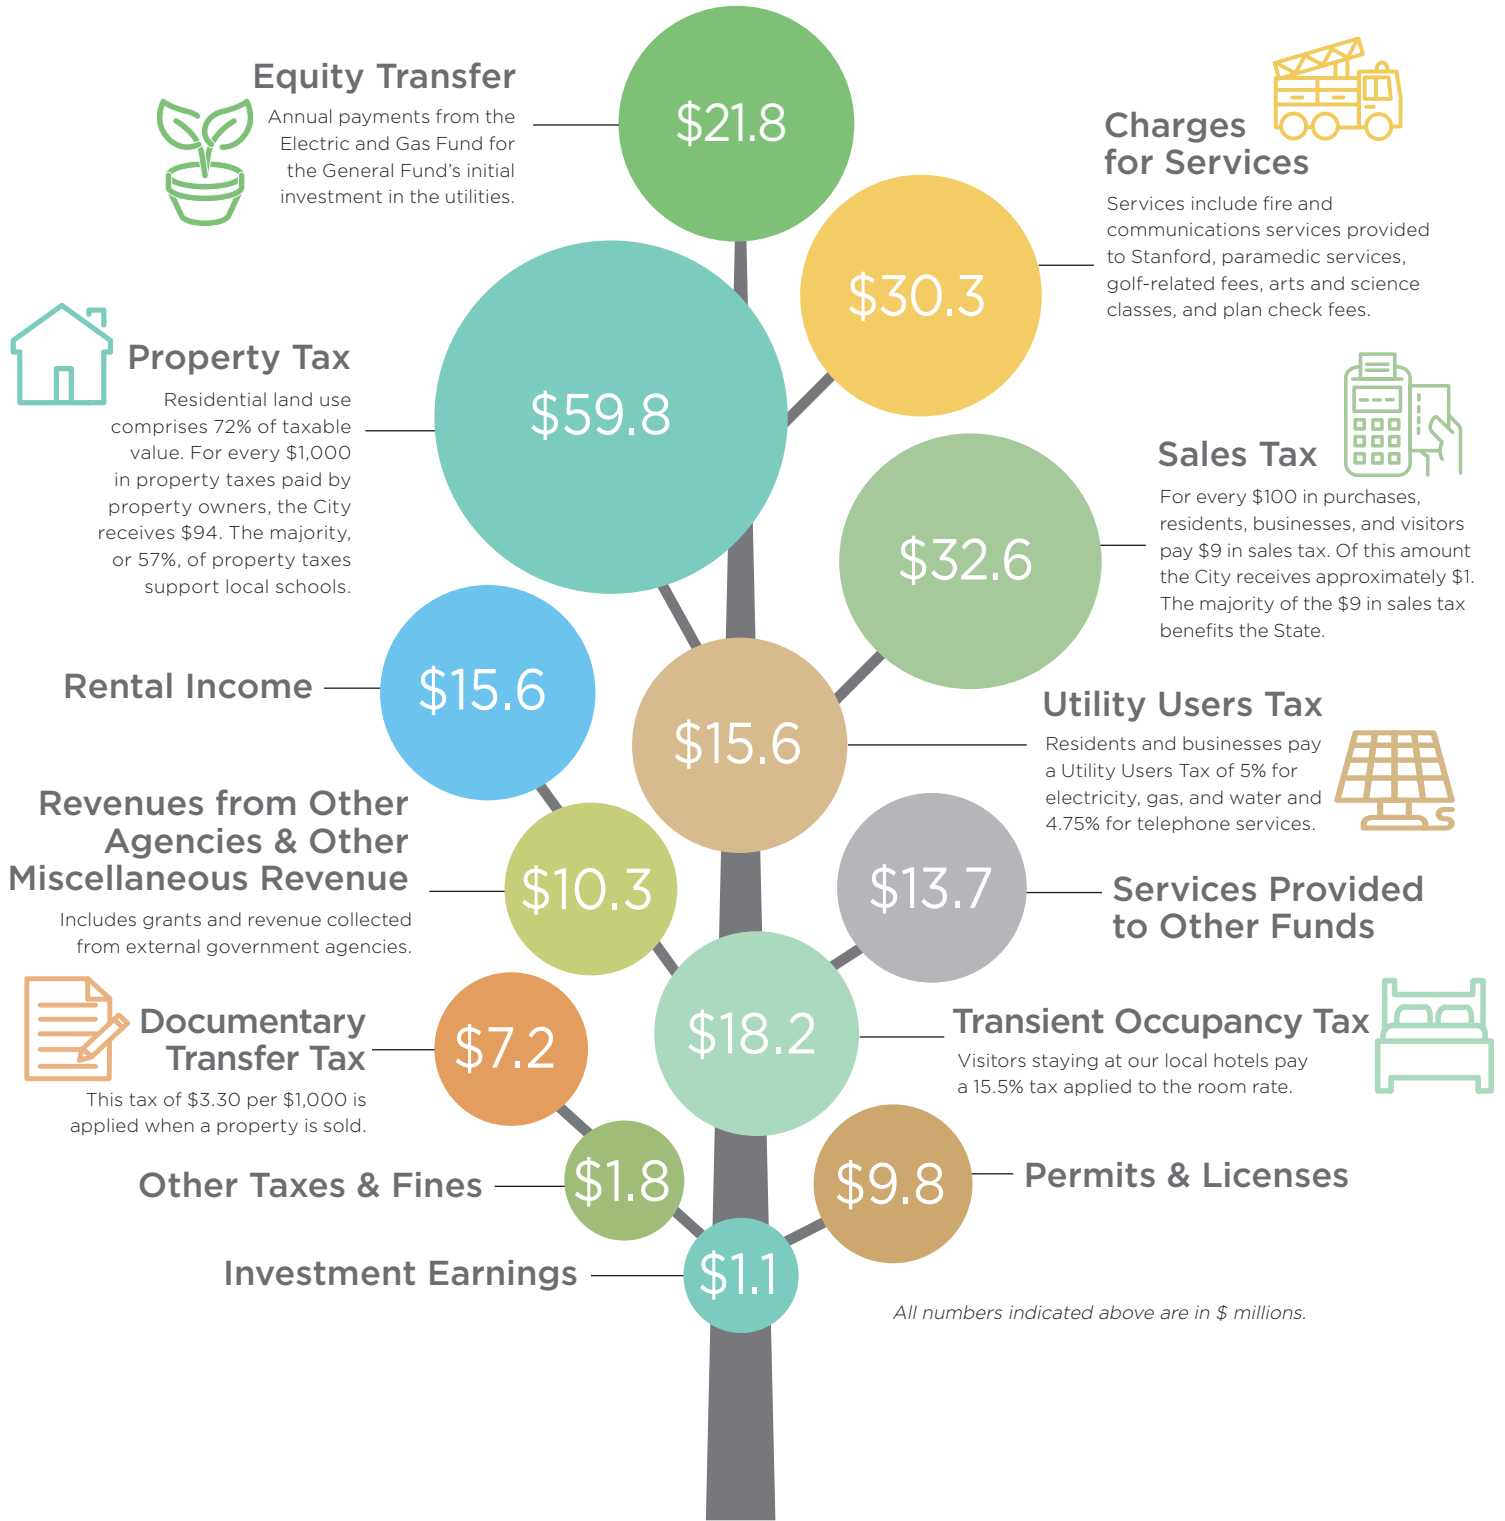 Equity Transfer
Annual payments from the
Electric and Gas Fund for
the General Fund’s initial
investment in the utilities.
$21.8
Charges
for Services
Services include fire and
communications services provided
to Stanford, paramedic services,
golf-related fees, arts and science
classes, and plan check fees.
$30.3
Property Tax
Residential land use
comprises 72% of taxable
value. For every $1,000
in property taxes paid by
property owners, the City
receives $94. The majority,
or 57%, of property taxes
support local schools.
$59.8
Sales Tax
For every $100 in purchases,
residents, businesses, and visitors
pay $9 in sales tax. Of this amount
the City receives approximately $1.
The majority of the $9 in sales tax
benefits the State.
$32.6
Rental Income
$15.6
$15.6
Utility Users Tax
Residents and businesses pay
a Utility Users Tax of 5% for
electricity, gas, and water and
4.75% for telephone services.
Revenues from Other
Agencies & Other
Miscellaneous Revenue
Includes grants and revenue collected
from external government agencies.
$10.3
$13.7
Services Provided
to Other Funds
Documentary
Transfer Tax
This tax of $3.30 per $1,000 is
applied when a property is sold.
$7.2
$18.2
Transient Occupancy Tax
Visitors staying at our local hotels pay
a 15.5% tax applied to the room rate.
Other Taxes & Fines
$1.8
$9.8
Permits & Licenses
Investment Earnings
$1.1
All numbers indicated above are in $ millions.